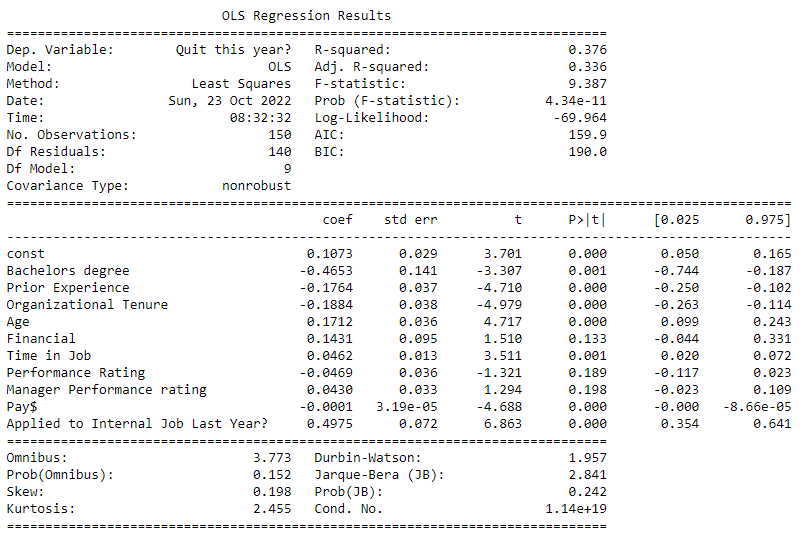 OLS Regression Results
==============================================================================
Dep. Variable: Quit this year? R-squared: 0.376
Model: OLS Adj. R-squared: 0.336
Method: Least Squares F-statistic: 9.387
Date: Sun, 23 Oct 2022 Prob (F-statistic): 4.34e-11
Time: 08:32:32 Log-Likelihood: -69.964
No. Observations: 150 AIC: 159.9
Df Residuals: 140 BIC: 190.0
Df Model: 9
Covariance Type: nonrobust
=======================================================================================================
coef std err t P>|t| [0.025 0.975]
-------------------------------------------------------------------------------------------------------
const 0.1073 0.029 3.701 0.000 0.050 0.165
Bachelors degree -0.4653 0.141 -3.307 0.001 -0.744 -0.187
Prior Experience -0.1764 0.037 -4.710 0.000 -0.250 -0.102
Organizational Tenure -0.1884 0.038 -4.979 0.000 -0.263 -0.114
Age 0.1712 0.036 4.717 0.000 0.099 0.243
Financial 0.1431 0.095 1.510 0.133 -0.044 0.331
Time in Job 0.0462 0.013 3.511 0.001 0.020 0.072
Performance Rating -0.0469 0.036 -1.321 0.189 -0.117 0.023
Manager Performance rating 0.0430 0.033 1.294 0.198 -0.023 0.109
Pay$ -0.0001 3.19e-05 -4.688 0.000 -0.000 -8.66e-05
Applied to Internal Job Last Year? 0.4975 0.072 6.863 0.000 0.354 0.641
==============================================================================
Omnibus: 3.773 Durbin-Watson: 1.957
Prob(Omnibus): 0.152 Jarque-Bera (JB): 2.841
Skew: 0.198 Prob(JB): 0.242
Kurtosis: 2.455 Cond. No. 1.14e+19
==============================================================================